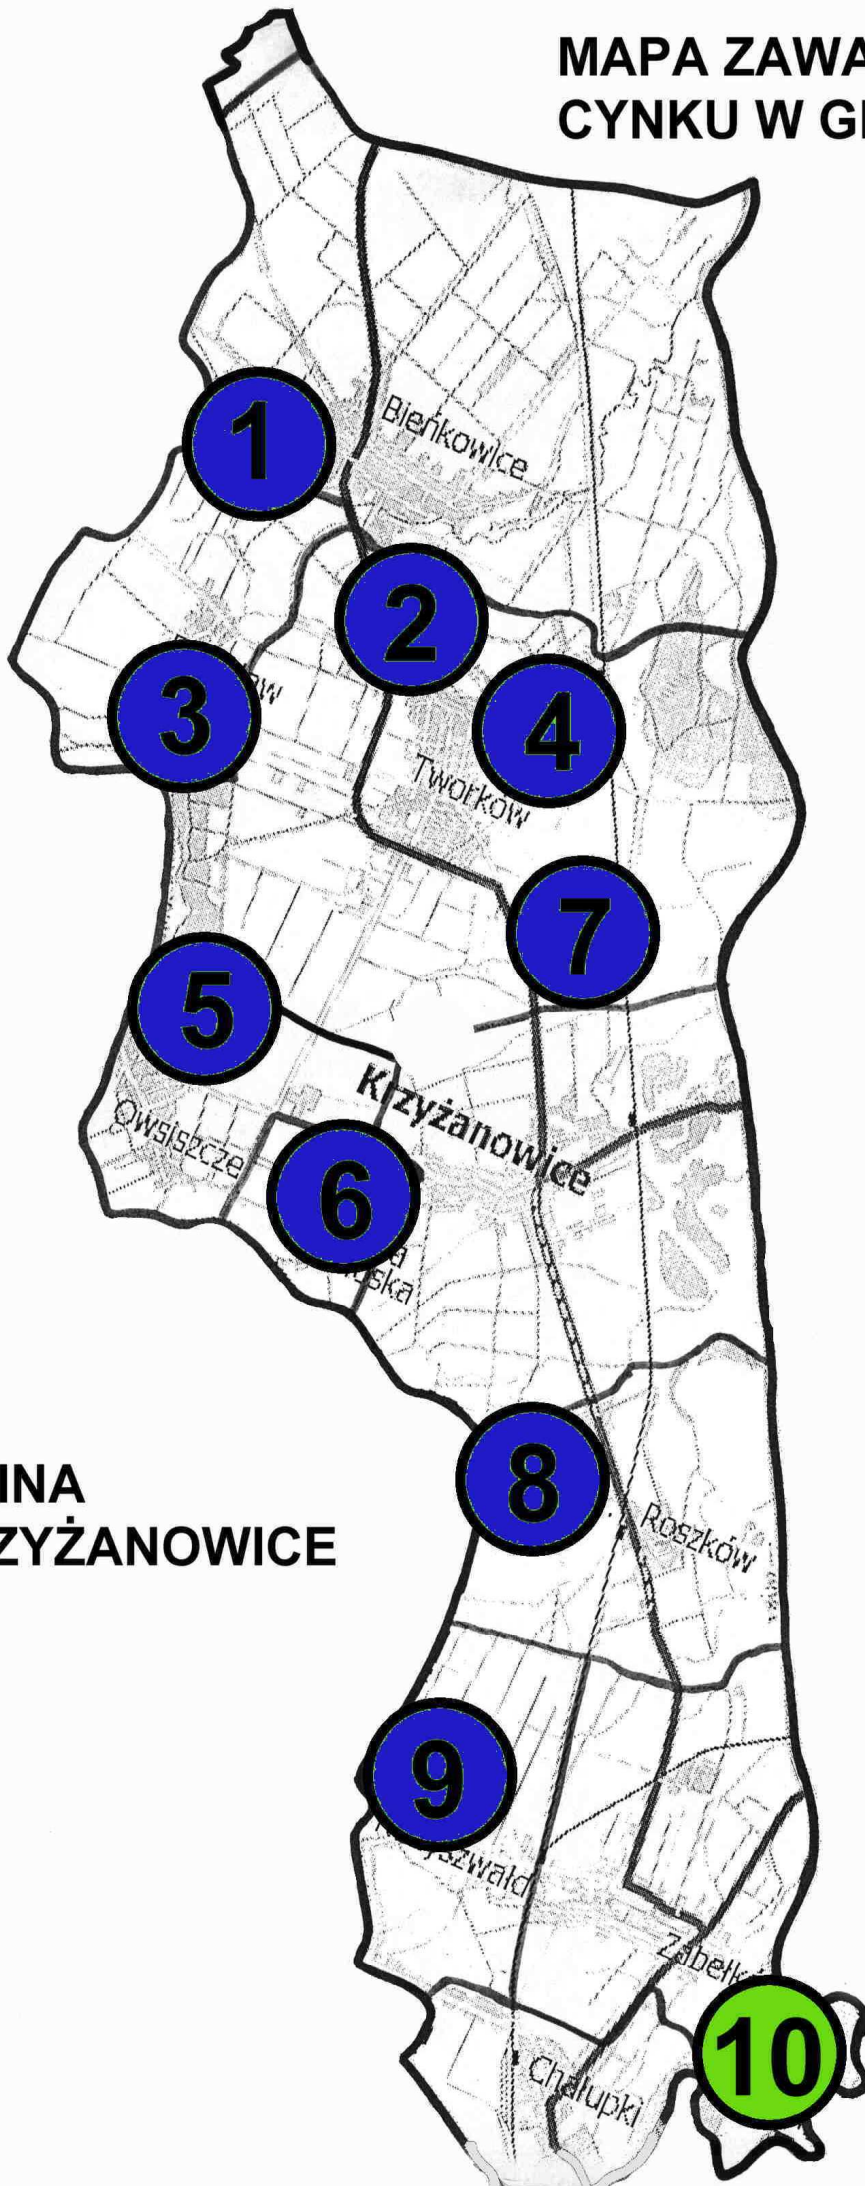 MAPA ZAWA
CYNKU W G
1
Bieńkowice
2
3
4
Tworków
7
5
Krzyżanowice
Owsiszcze
6
8
INA
ZYŻANOWICE
Roszków
9
Zabełk
10
Chałupki